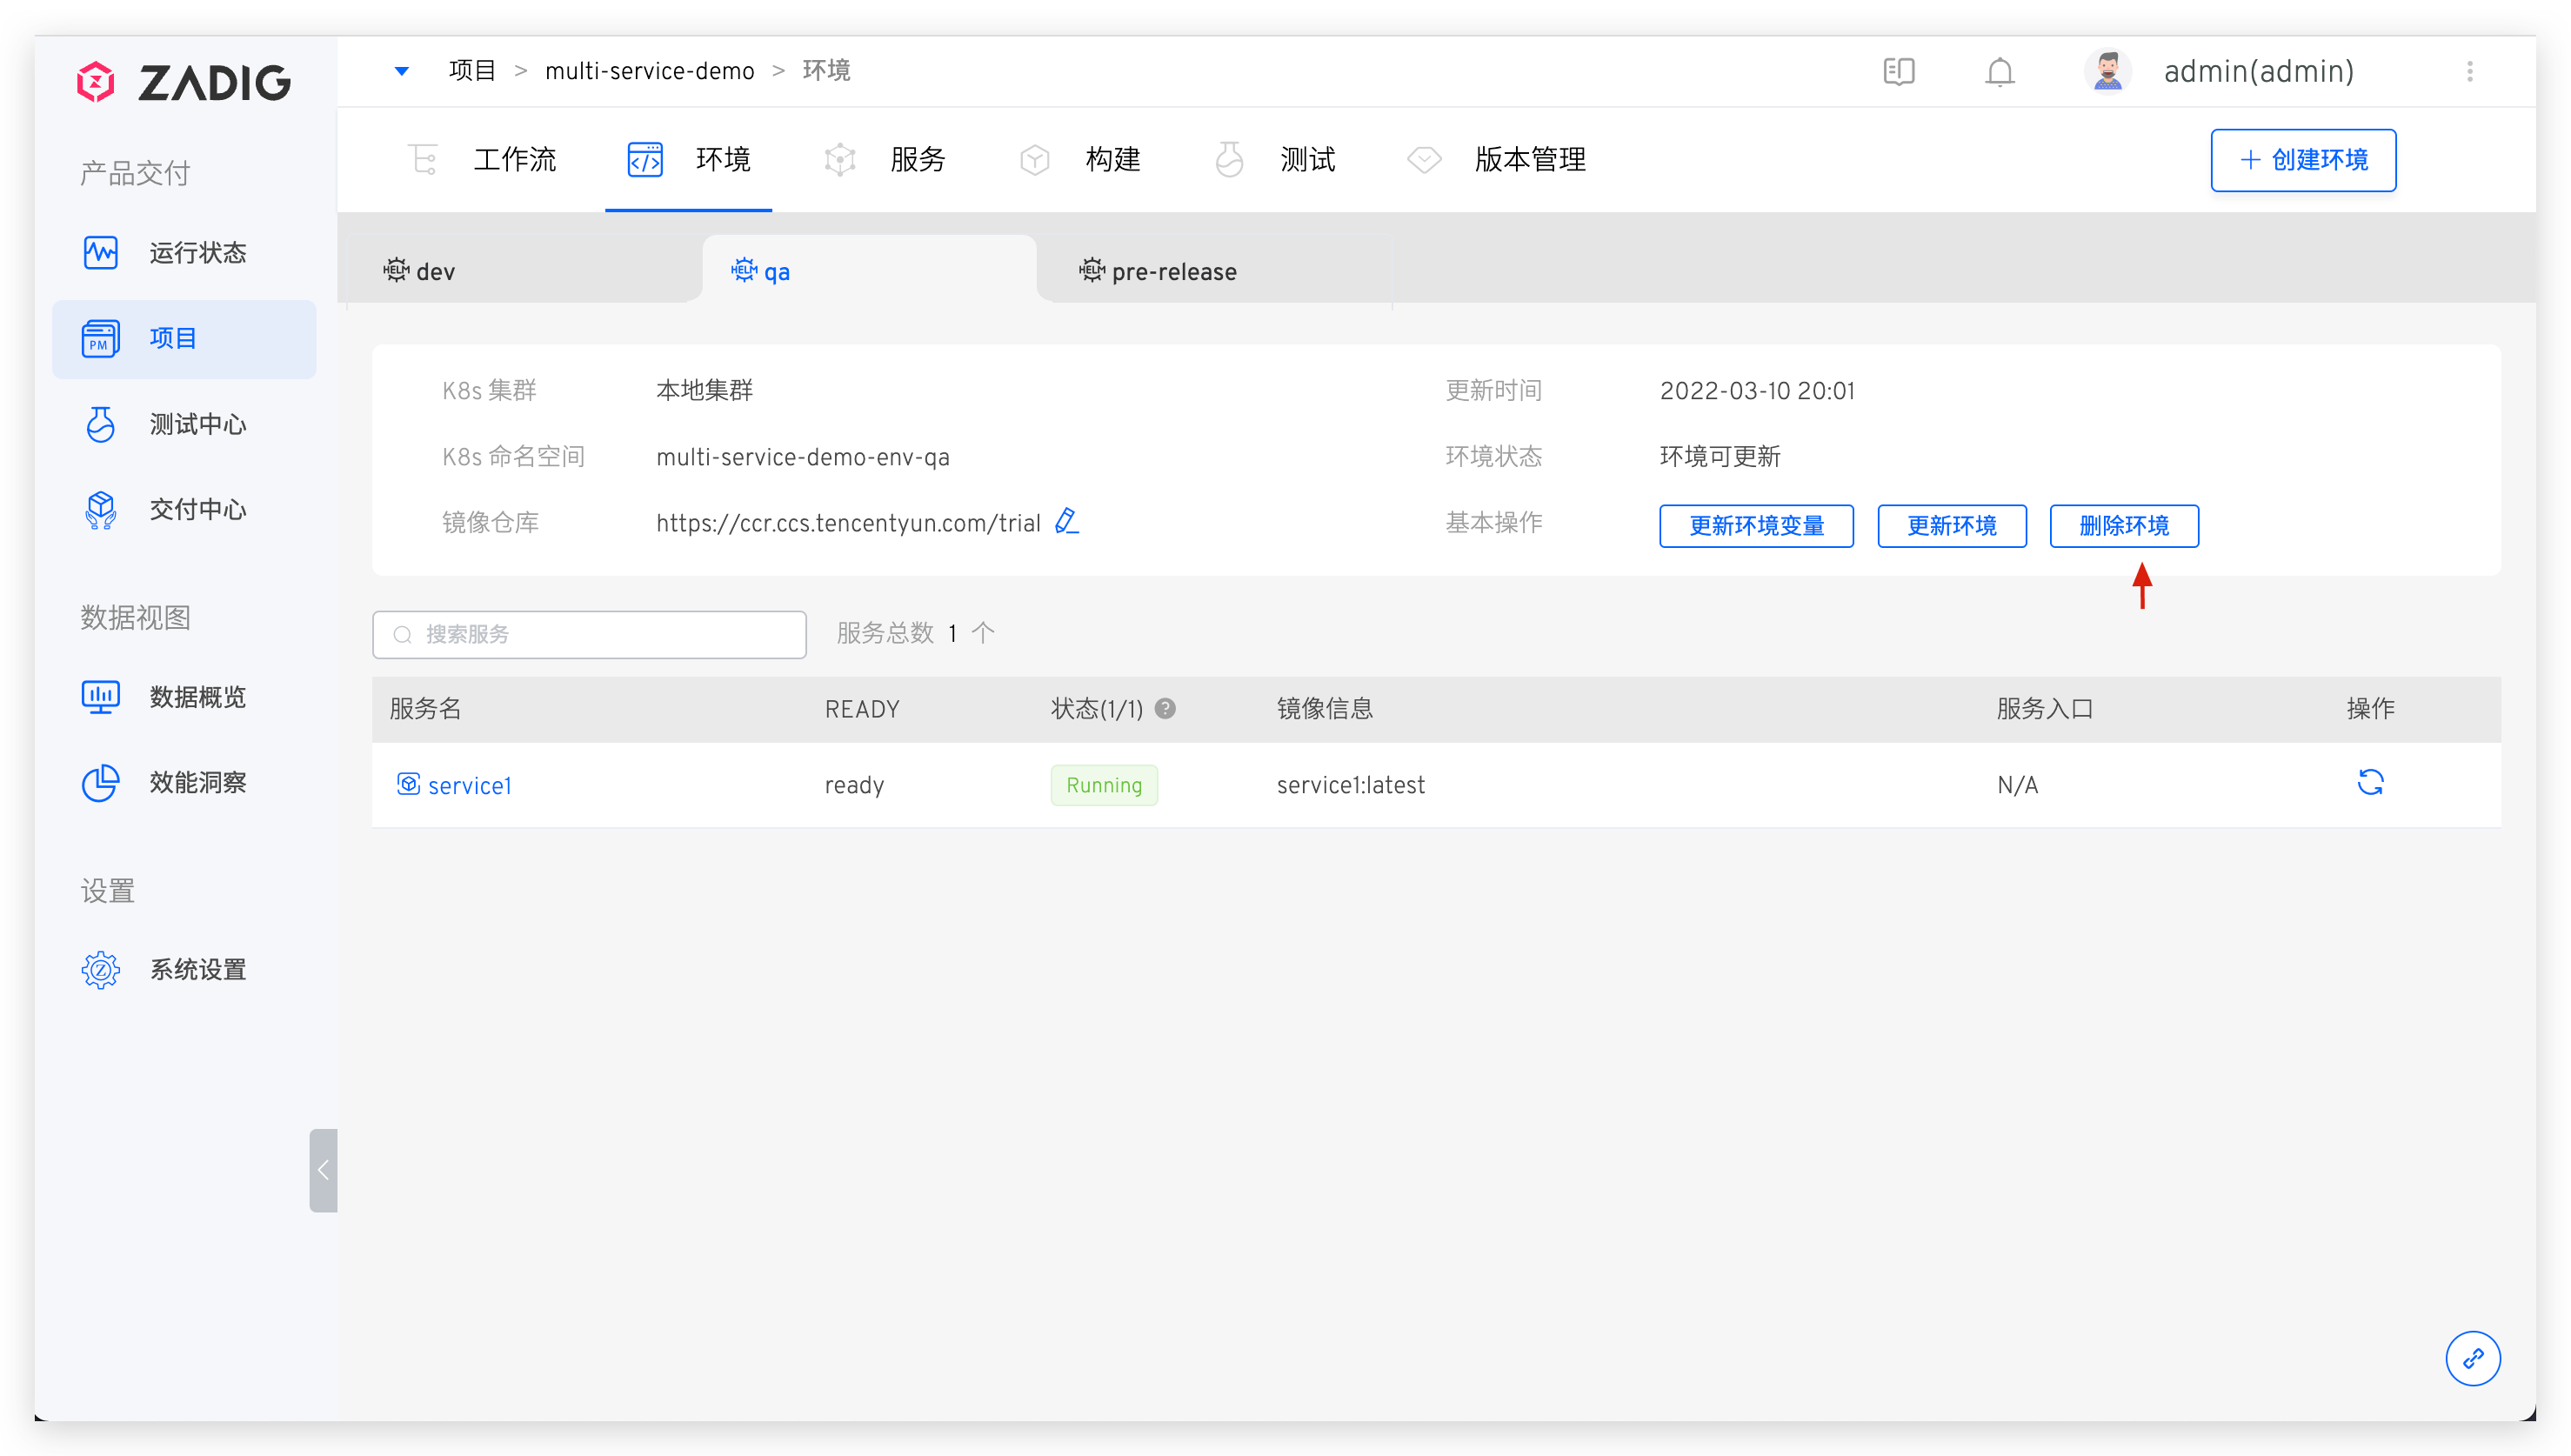 ZADIG
项目 > multi-service-demo > 环境
admin(admin)
工作流
环境
服务
构建
测试
版本管理
+ 创建环境
产品交付
运行状态
PM
项目
测试中心
交付中心
数据视图
数据概览
效能洞察
设置
Z
系统设置
HELM dev
HELM qa
HELM pre-release
K8s 集群 本地集群
更新时间 2022-03-10 20:01
K8s 命名空间 multi-service-demo-env-qa
环境状态 环境可更新
镜像仓库 https://ccr.ccs.tencentyun.com/trial
基本操作 更新环境变量 更新环境 删除环境
搜索服务
服务总数 1 个
服务名 READY 状态(1/1) ? 镜像信息 服务入口 操作
service1 ready Running service1:latest N/A